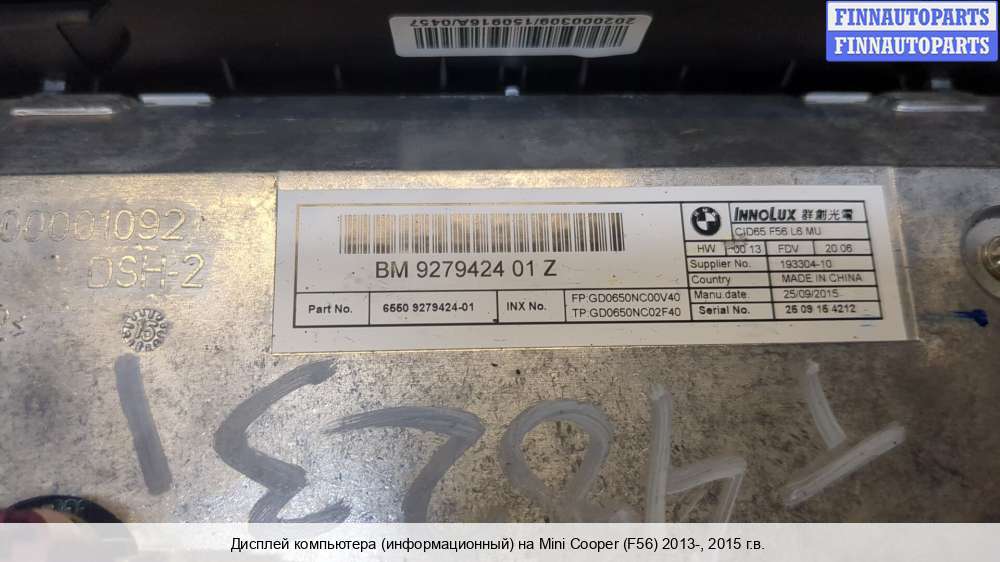 202000309/150916A/0457
FINNAUTOPARTS
FINNAUTOPARTS
00001092
DSH-2
15
BM 9279424 01 Z
Part No. 6550 9279424-01 INX No. FP:GD0650NC00V40
TP:GD0650NC02F40
INNOLUX 群創光電
CID65 F56 L6 MU
HW 00 13 FDV 20 06
Supplier No. 193304-10
Country MADE IN CHINA
Manu.date 25/09/2015
Serial No. 25 09 15 4212
Дисплей компьютера (информационный) на Mini Cooper (F56) 2013-, 2015 г.в.